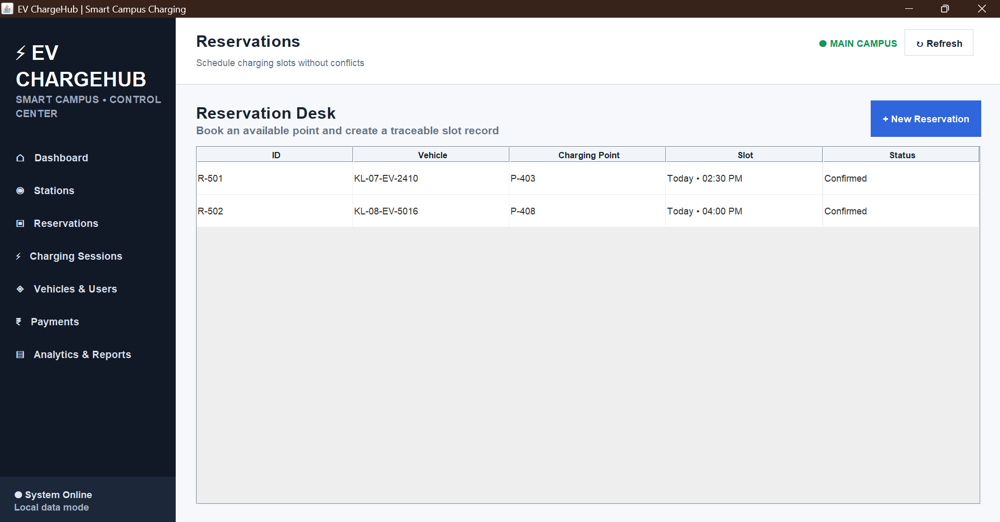 EV ChargeHub | Smart Campus Charging
⚡ EV
CHARGEHUB
SMART CAMPUS • CONTROL
CENTER
Dashboard
Stations
Reservations
Charging Sessions
Vehicles & Users
₹ Payments
Analytics & Reports
● System Online
Local data mode
Reservations
Schedule charging slots without conflicts
● MAIN CAMPUS
↻ Refresh
Reservation Desk
Book an available point and create a traceable slot record
+ New Reservation
ID Vehicle Charging Point Slot Status
R-501 KL-07-EV-2410 P-403 Today • 02:30 PM Confirmed
R-502 KL-08-EV-5016 P-408 Today • 04:00 PM Confirmed